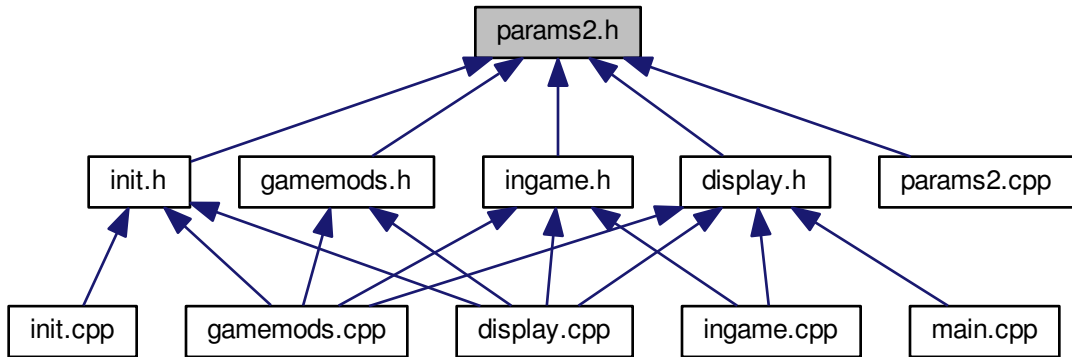 params2.h
init.h
gamemods.h
ingame.h
display.h
params2.cpp
init.cpp
gamemods.cpp
display.cpp
ingame.cpp
main.cpp